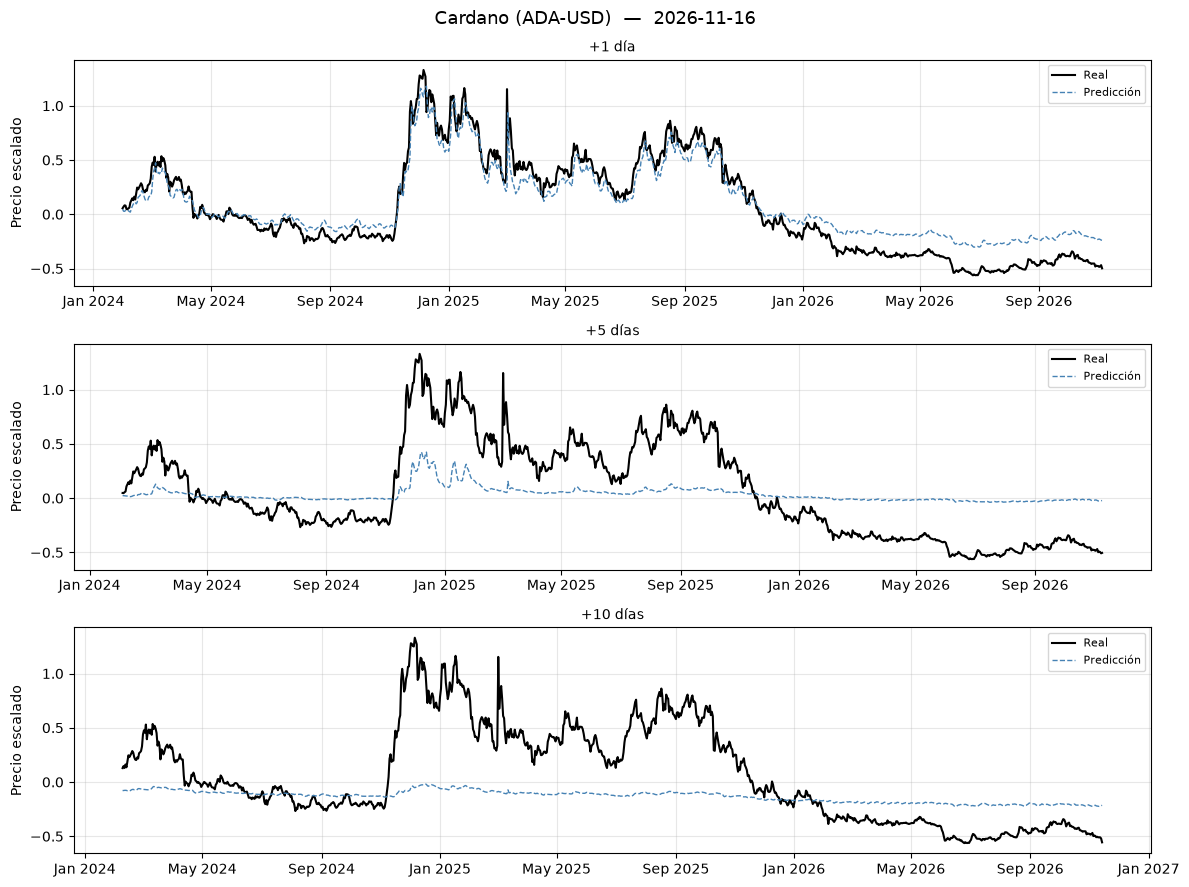 Cardano (ADA-USD)  —  2026-11-16
+1 día
Precio escalado
1.0
0.5
0.0
−0.5
Real
Predicción
Jan 2024 May 2024 Sep 2024 Jan 2025 May 2025 Sep 2025 Jan 2026 May 2026 Sep 2026
+5 días
Precio escalado
1.0
0.5
0.0
−0.5
Real
Predicción
Jan 2024 May 2024 Sep 2024 Jan 2025 May 2025 Sep 2025 Jan 2026 May 2026 Sep 2026
+10 días
Precio escalado
1.0
0.5
0.0
−0.5
Real
Predicción
Jan 2024 May 2024 Sep 2024 Jan 2025 May 2025 Sep 2025 Jan 2026 May 2026 Sep 2026 Jan 2027